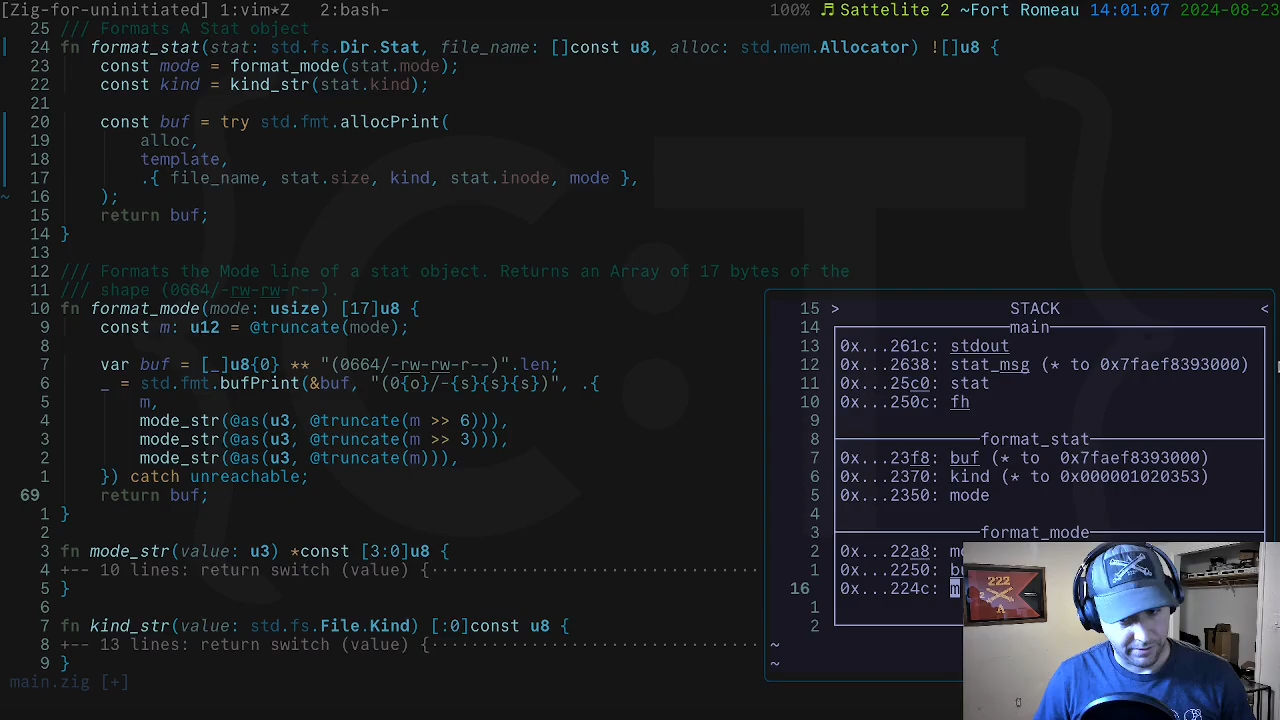 [Zig-for-uninitiated] 1:vim*Z 2:bash- 100% ♬ Sattelite 2 ~Fort Romeau 14:01:07 2024-08-23
25 /// Formats A Stat object
24 fn format_stat(stat: std.fs.Dir.Stat, file_name: []const u8, alloc: std.mem.Allocator) ![]u8 {
23 const mode = format_mode(stat.mode);
22 const kind = kind_str(stat.kind);
21
20 const buf = try std.fmt.allocPrint(
19 alloc,
18 template,
17 .{ file_name, stat.size, kind, stat.inode, mode },
~ 16 );
15 return buf;
14 }
13
12 /// Formats the Mode line of a stat object. Returns an Array of 17 bytes of the
11 /// shape (0664/-rw-rw-r--).
10 fn format_mode(mode: usize) [17]u8 {
9 const m: u12 = @truncate(mode);
8
7 var buf = [_]u8{0} ** "(0664/-rw-rw-r--)".len;
6 _ = std.fmt.bufPrint(&buf, "(0{o}/-{s}{s}{s})", .{
5 m,
4 mode_str(@as(u3, @truncate(m >> 6))),
3 mode_str(@as(u3, @truncate(m >> 3))),
2 mode_str(@as(u3, @truncate(m))),
1 }) catch unreachable;
69 return buf;
1 }
2
3 fn mode_str(value: u3) *const [3:0]u8 {
4 +-- 10 lines: return switch (value) {··································
5 }
6
7 fn kind_str(value: std.fs.File.Kind) [:0]const u8 {
8 +-- 13 lines: return switch (value) {··································
9 }
main.zig [+]
15 > STACK <
14 main
13 0x...261c: stdout
12 0x...2638: stat_msg (* to 0x7faef8393000)
11 0x...25c0: stat
10 0x...250c: fh
9
8 format_stat
7 0x...23f8: buf (* to 0x7faef8393000)
6 0x...2370: kind (* to 0x000001020353)
5 0x...2350: mode
4
3 format_mode
2 0x...22a8:
1 0x...2250:
16 0x...224c: m
1
2
~
~
222
2
A